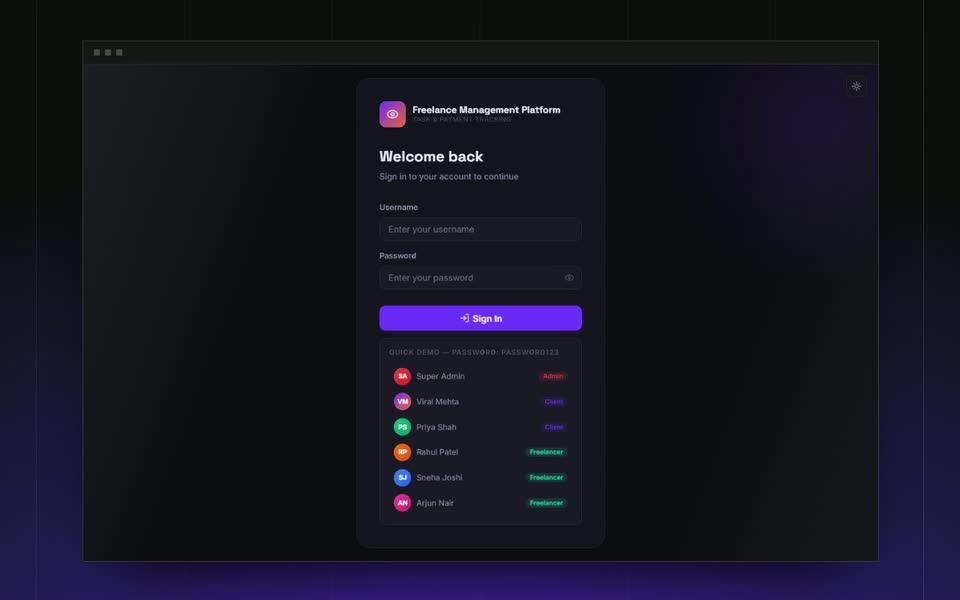 Freelance Management Platform
TASK & PAYMENT TRACKING
Welcome back
Sign in to your account to continue
Username
Enter your username
Password
Enter your password
Sign In
QUICK DEMO — PASSWORD: PASSWORD123
SA Super Admin Admin
VM Viral Mehta Client
PS Priya Shah Client
RP Rahul Patel Freelancer
SJ Sneha Joshi Freelancer
AN Arjun Nair Freelancer